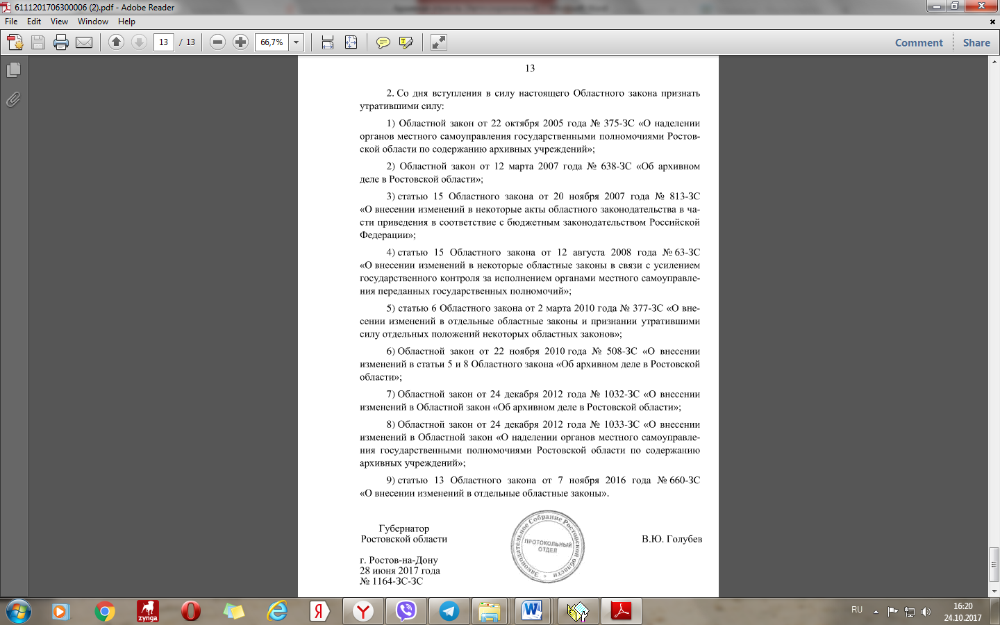 6111201706300006 (2).pdf - Adobe Reader
File Edit View Window Help
13 / 13 66,7% Comment Share
13
2. Со дня вступления в силу настоящего Областного закона признать
утратившими силу:
1) Областной закон от 22 октября 2005 года № 375-ЗС «О наделении
органов местного самоуправления государственными полномочиями Ростов-
ской области по содержанию архивных учреждений»;
2) Областной закон от 12 марта 2007 года № 638-ЗС «Об архивном
деле в Ростовской области»;
3) статью 15 Областного закона от 20 ноября 2007 года № 813-ЗС
«О внесении изменений в некоторые акты областного законодательства в ча-
сти приведения в соответствие с бюджетным законодательством Российской
Федерации»;
4) статью 15 Областного закона от 12 августа 2008 года № 63-ЗС
«О внесении изменений в некоторые областные законы в связи с усилением
государственного контроля за исполнением органами местного самоуправле-
ния переданных государственных полномочий»;
5) статью 6 Областного закона от 2 марта 2010 года № 377-ЗС «О вне-
сении изменений в отдельные областные законы и признании утратившими
силу отдельных положений некоторых областных законов»;
6) Областной закон от 22 ноября 2010 года № 508-ЗС «О внесении
изменений в статьи 5 и 8 Областного закона «Об архивном деле в Ростовской
области»;
7) Областной закон от 24 декабря 2012 года № 1032-ЗС «О внесении
изменений в Областной закон «Об архивном деле в Ростовской области»;
8) Областной закон от 24 декабря 2012 года № 1033-ЗС «О внесении
изменений в Областной закон «О наделении органов местного самоуправле-
ния государственными полномочиями Ростовской области по содержанию
архивных учреждений»;
9) статью 13 Областного закона от 7 ноября 2016 года № 660-ЗС
«О внесении изменений в отдельные областные законы».
Губернатор
Ростовской области В.Ю. Голубев
Законодательное Собрание Ростовской области
ПРОТОКОЛЬНЫЙ
ОТДЕЛ
г. Ростов-на-Дону
28 июня 2017 года
№ 1164-ЗС-ЗС
zynga
RU
16:20
24.10.2017